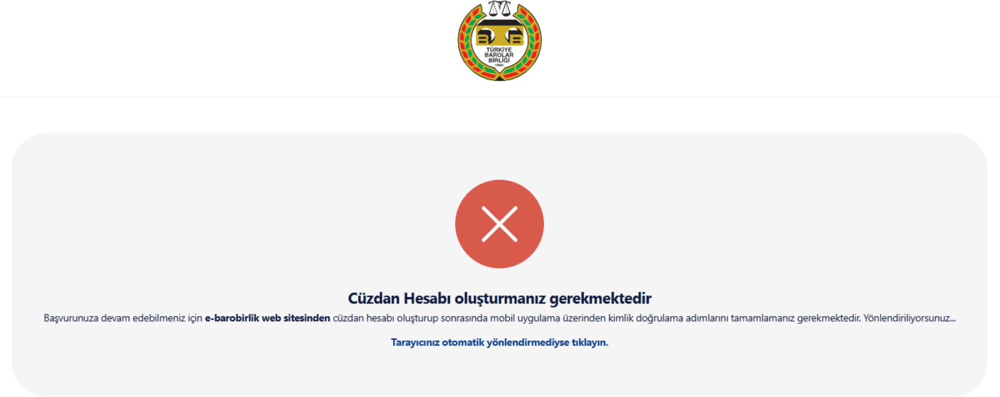 TÜRKİYE
BAROLAR
BİRLİĞİ
1969
Cüzdan Hesabı oluşturmanız gerekmektedir
Başvurunuza devam edebilmeniz için e-barobirlik web sitesinden cüzdan hesabı oluşturup sonrasında mobil uygulama üzerinden kimlik doğrulama adımlarını tamamlamanız gerekmektedir. Yönlendiriliyorsunuz...
Tarayıcınız otomatik yönlendirmediyse tıklayın.